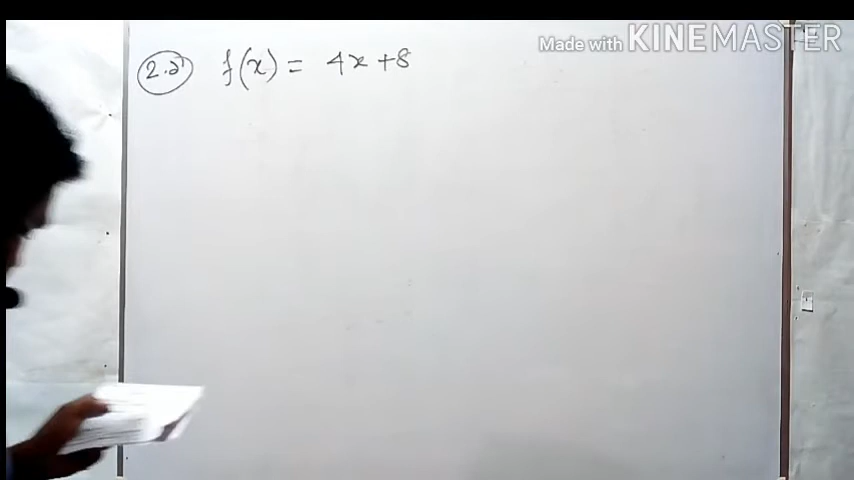 Made with KINEMASTER
2.2) f(x) = 4x + 8